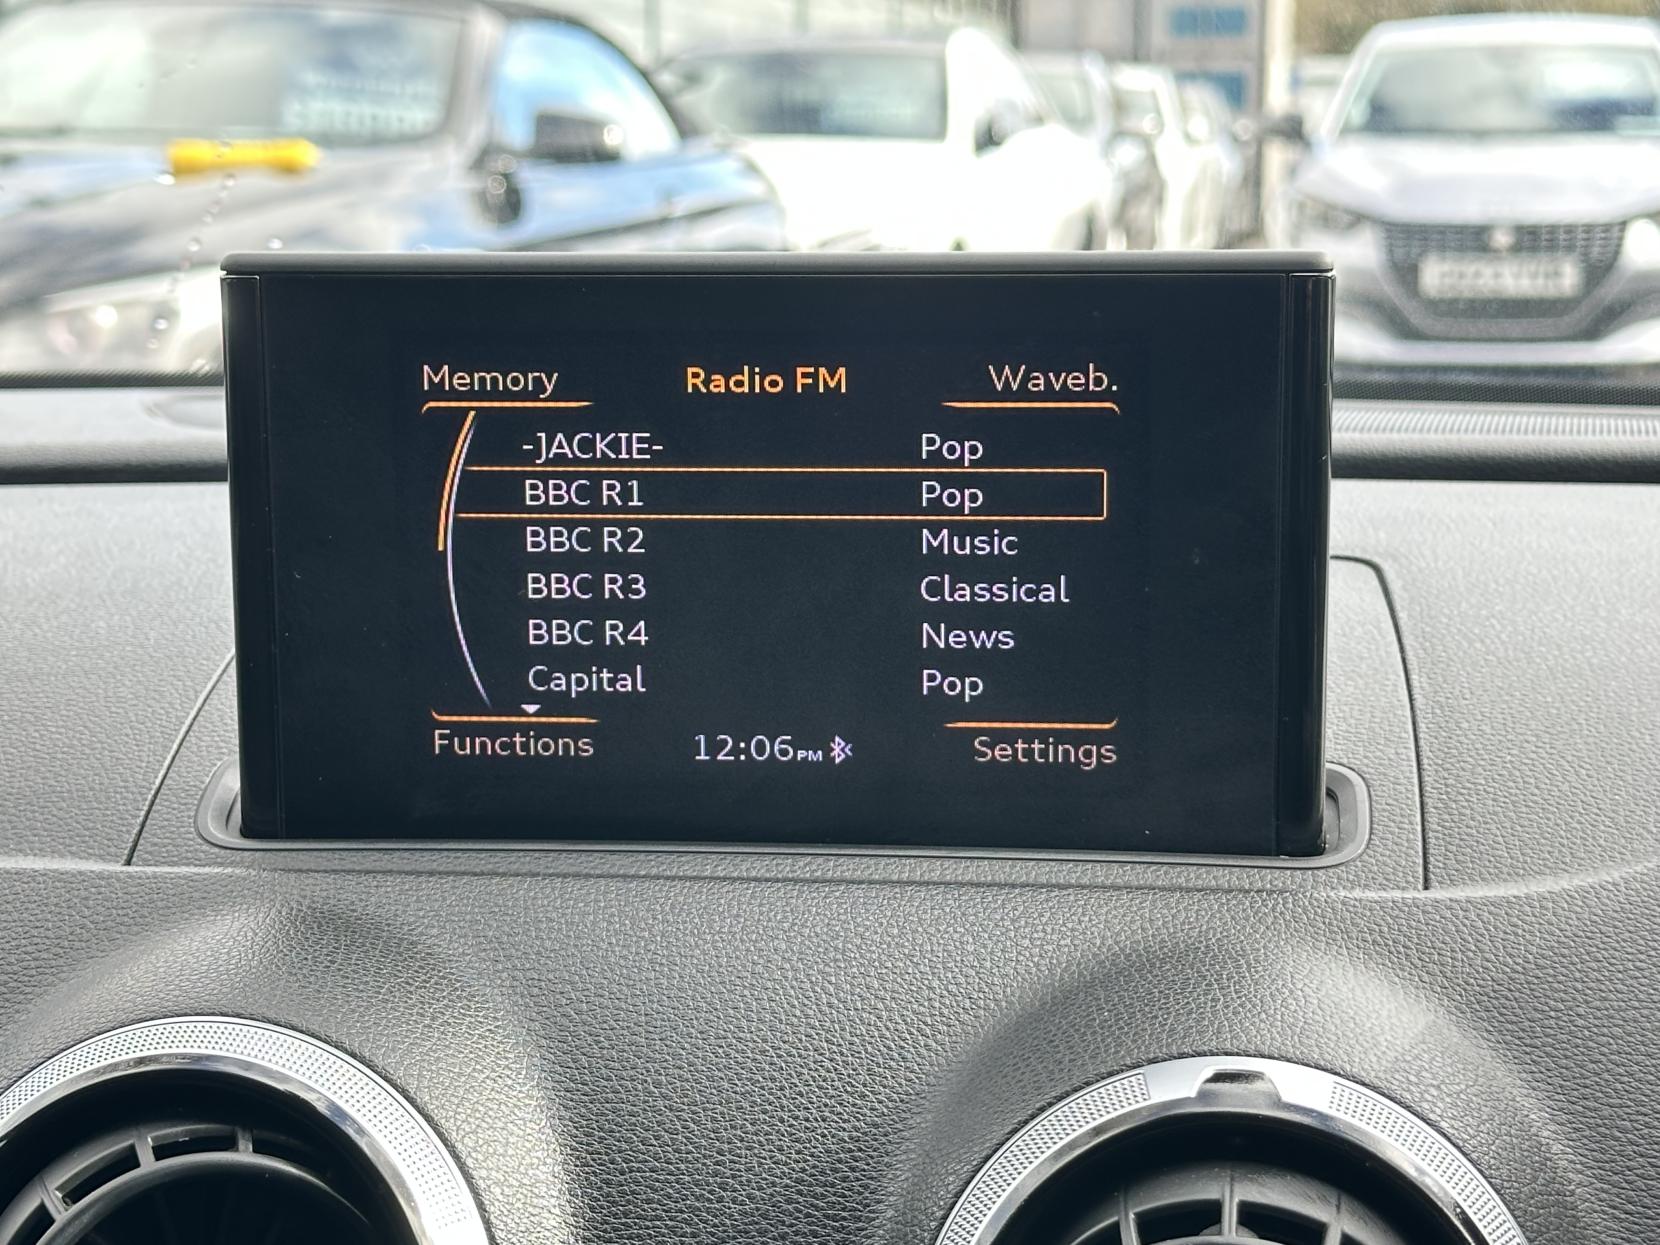 Memory Radio FM Waveb.
-JACKIE- Pop
BBC R1 Pop
BBC R2 Music
BBC R3 Classical
BBC R4 News
Capital Pop
Functions 12:06PM Settings